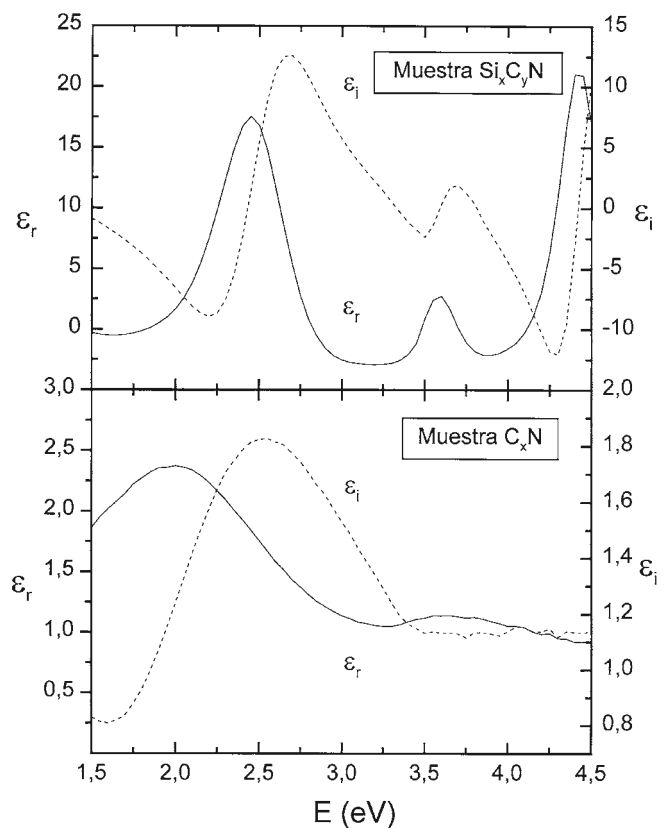 25
20
15
10
5
0
ε_r
Muestra Si_xC_yN
ε_i
ε_r
15
10
5
0
-5
-10
ε_i
3,0
2,5
2,0
1,5
1,0
0,5
ε_r
Muestra C_xN
ε_i
ε_r
2,0
1,8
1,6
1,4
1,2
1,0
0,8
ε_i
1,5 2,0 2,5 3,0 3,5 4,0 4,5
E (eV)